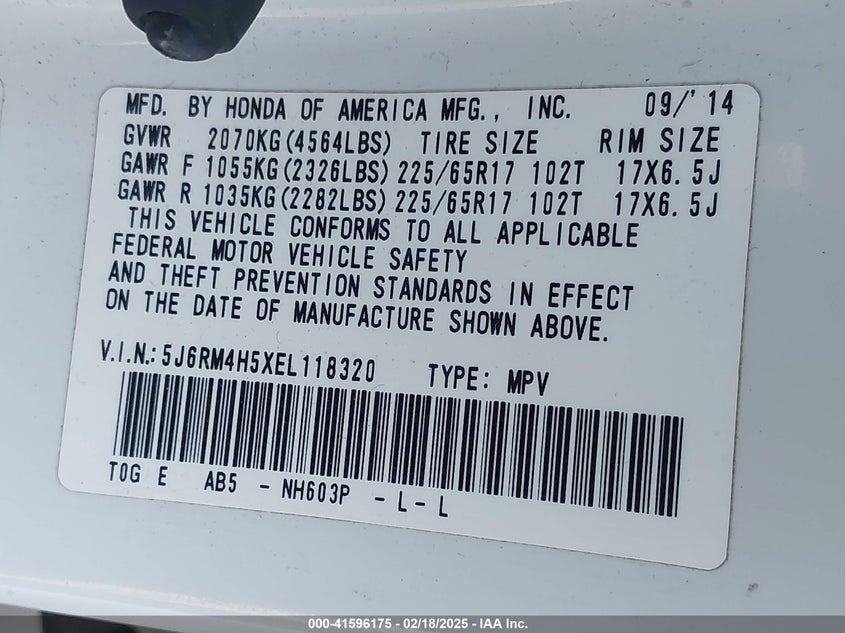 MFD. BY HONDA OF AMERICA MFG., INC. 09/'14
GVWR 2070KG(4564LBS) TIRE SIZE RIM SIZE
GAWR F 1055KG(2326LBS) 225/65R17 102T 17X6.5J
GAWR R 1035KG(2282LBS) 225/65R17 102T 17X6.5J
THIS VEHICLE CONFORMS TO ALL APPLICABLE
FEDERAL MOTOR VEHICLE SAFETY
AND THEFT PREVENTION STANDARDS IN EFFECT
ON THE DATE OF MANUFACTURE SHOWN ABOVE.
V.I.N.: 5J6RM4H5XEL118320 TYPE: MPV
T0G E AB5 - NH603P - L - L
000-41596175 | 02/18/2025 - IAA Inc.